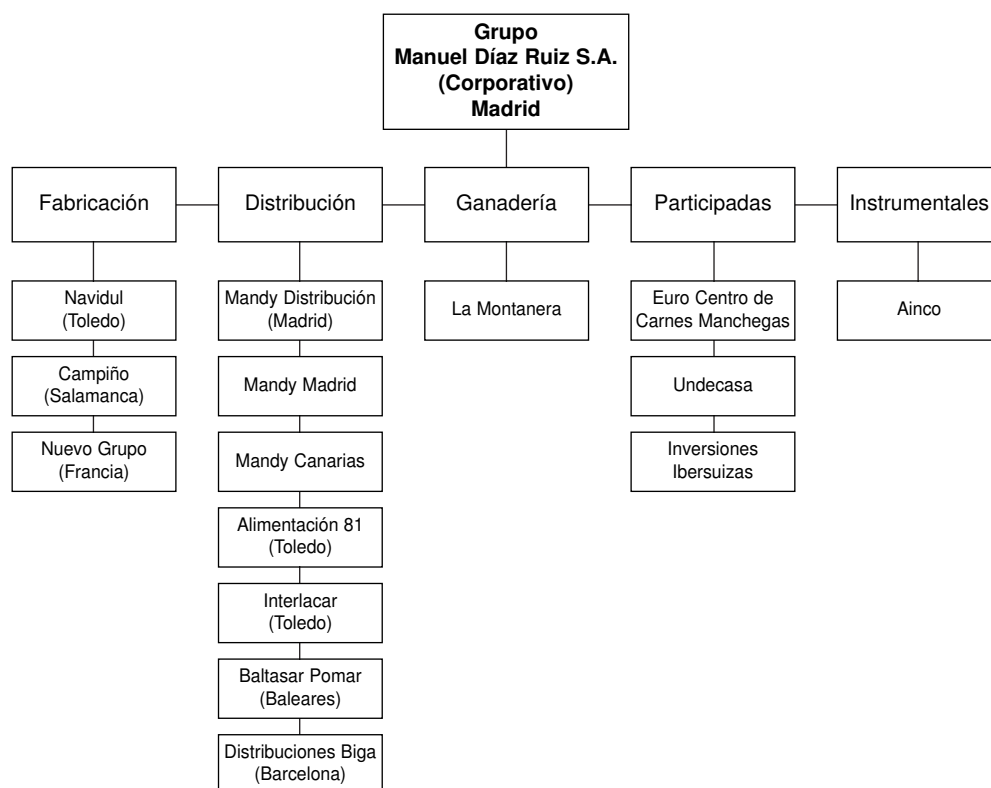 Grupo
Manuel Díaz Ruiz S.A.
(Corporativo)
Madrid
Fabricación
Distribución
Ganadería
Participadas
Instrumentales
Navidul
(Toledo)
Campiño
(Salamanca)
Nuevo Grupo
(Francia)
Mandy Distribución
(Madrid)
Mandy Madrid
Mandy Canarias
Alimentación 81
(Toledo)
Interlacar
(Toledo)
Baltasar Pomar
(Baleares)
Distribuciones Biga
(Barcelona)
La Montanera
Euro Centro de
Carnes Manchegas
Undecasa
Inversiones
Ibersuizas
Ainco